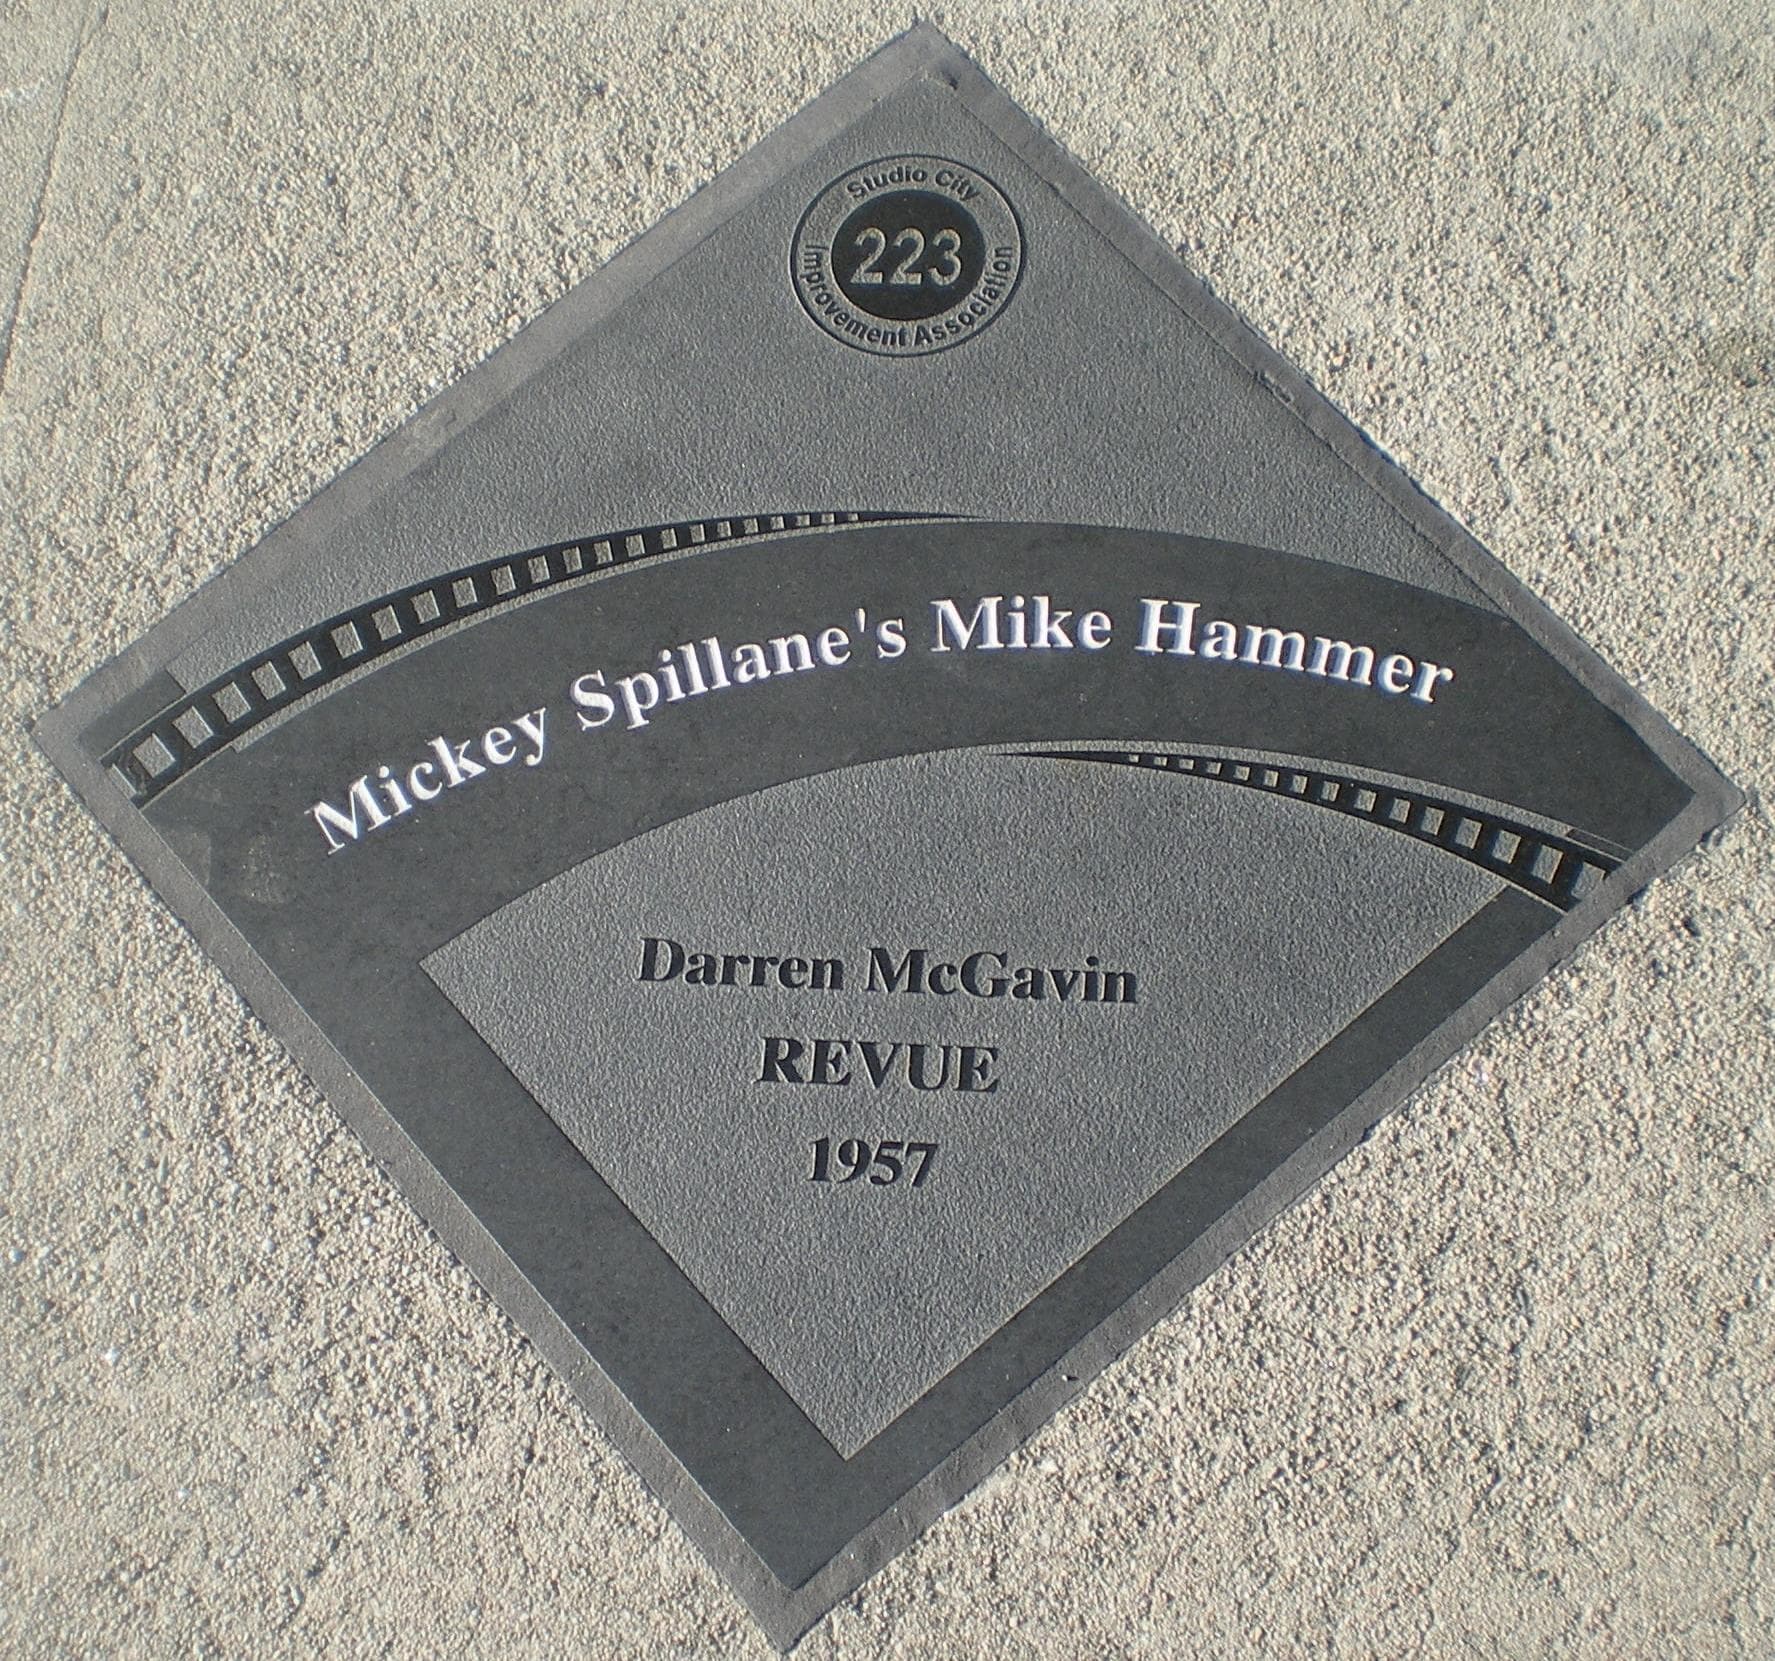 Studio City
223
Improvement Association
Mickey Spillane's Mike Hammer
Darren McGavin
REVUE
1957